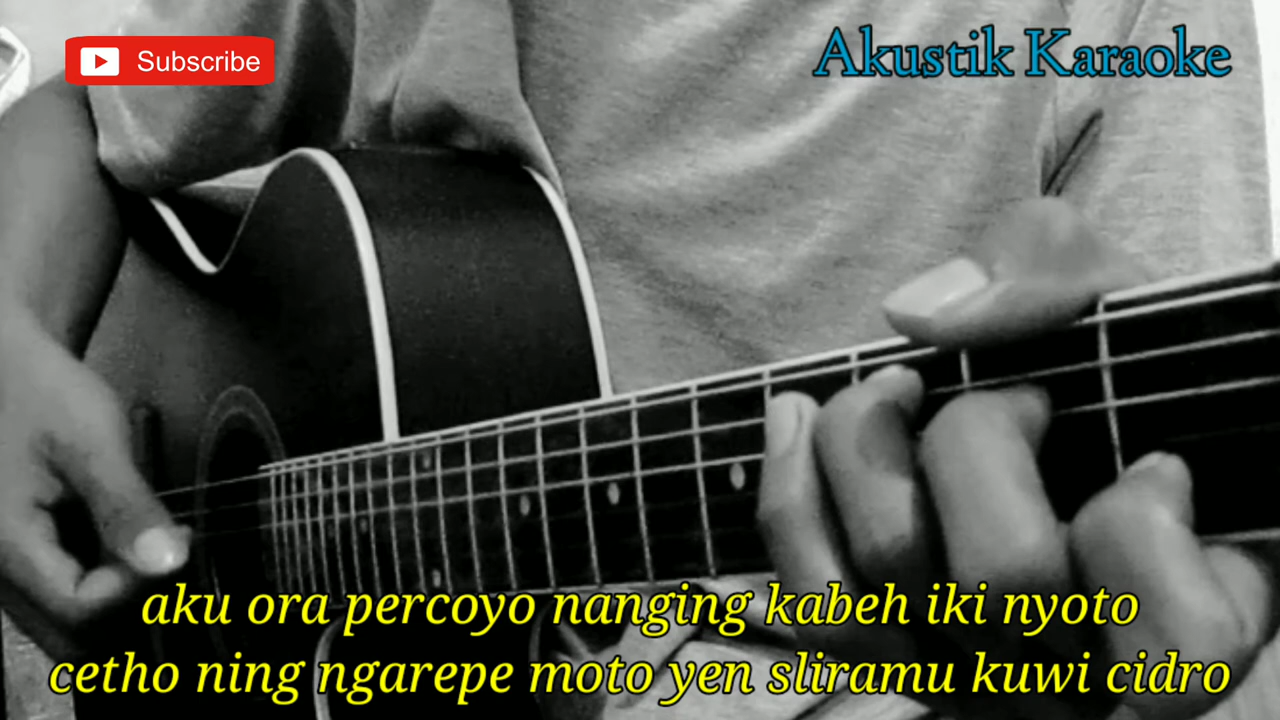 Subscribe
Akustik Karaoke
aku ora percoyo nanging kabeh iki nyoto
cetho ning ngarepe moto yen sliramu kuwi cidro